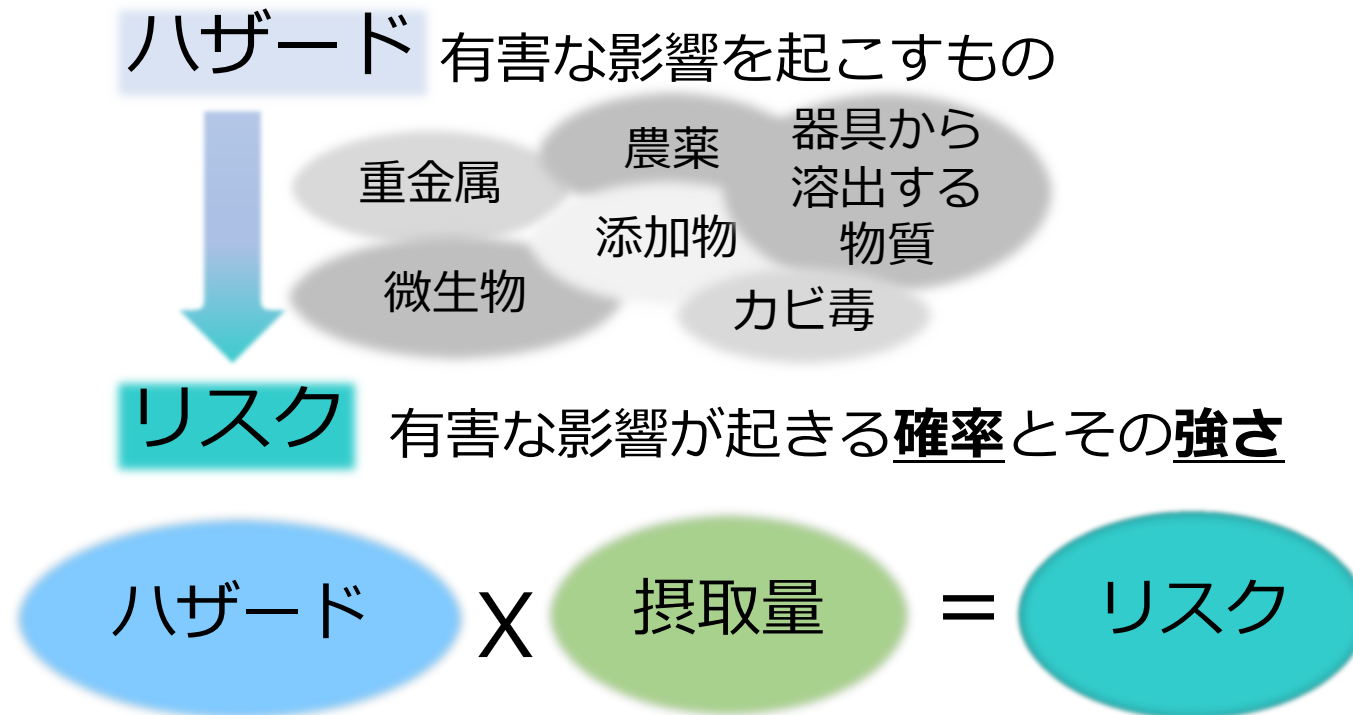 ハザード 有害な影響を起こすもの
重金属
農薬
器具から
溶出する
物質
添加物
微生物
カビ毒
リスク 有害な影響が起きる確率とその強さ
ハザード X 摂取量 = リスク